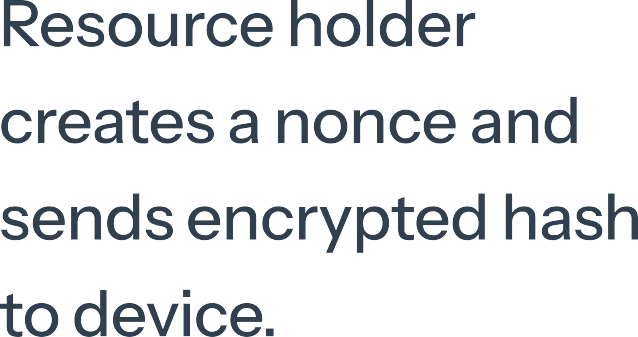 Resource holder
creates a nonce and
sends encrypted hash
to device.